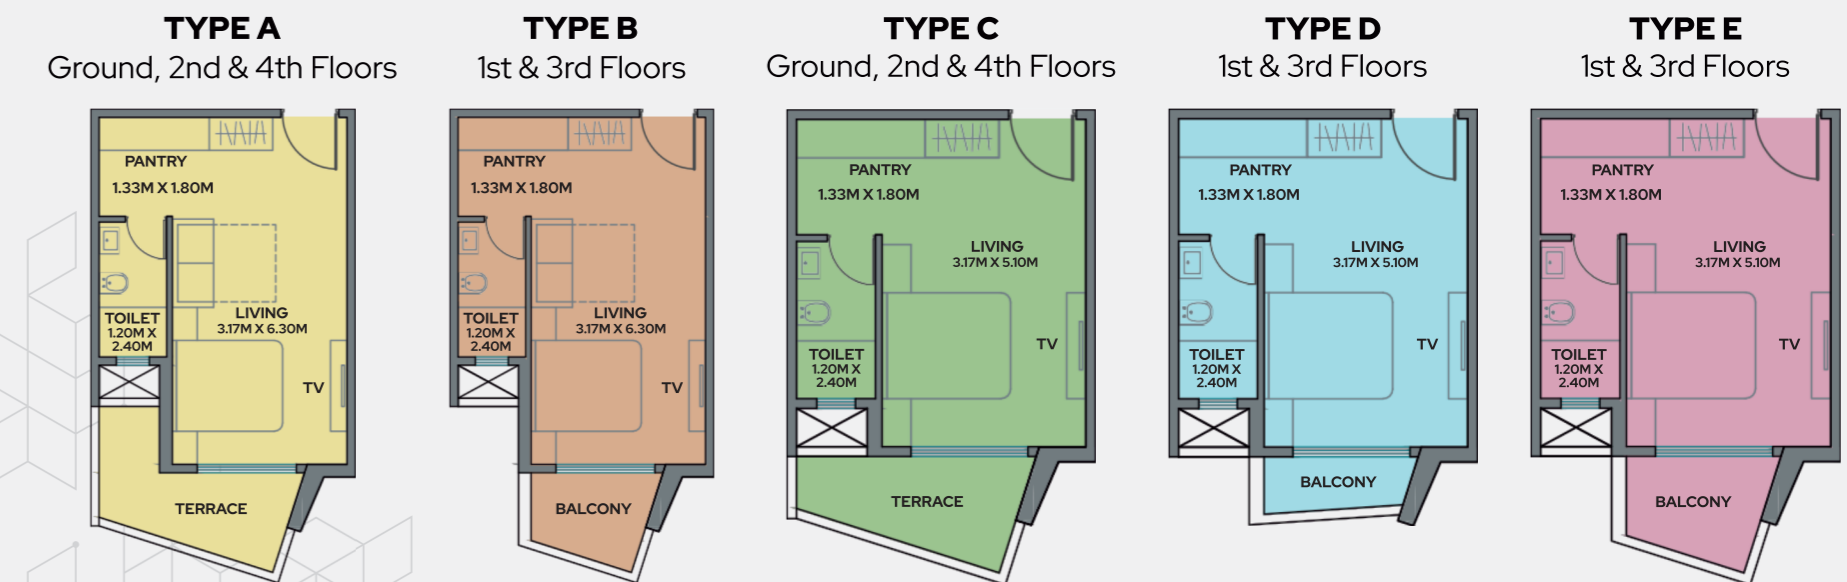 TYPE A
Ground, 2nd & 4th Floors
PANTRY
1.33M X 1.80M
TOILET
1.20M X
2.40M
LIVING
3.17M X 6.30M
TV
TERRACE
TYPE B
1st & 3rd Floors
PANTRY
1.33M X 1.80M
TOILET
1.20M X
2.40M
LIVING
3.17M X 6.30M
TV
BALCONY
TYPE C
Ground, 2nd & 4th Floors
PANTRY
1.33M X 1.80M
LIVING
3.17M X 5.10M
TV
TOILET
1.20M X
2.40M
TERRACE
TYPE D
1st & 3rd Floors
PANTRY
1.33M X 1.80M
LIVING
3.17M X 5.10M
TV
TOILET
1.20M X
2.40M
BALCONY
TYPE E
1st & 3rd Floors
PANTRY
1.33M X 1.80M
LIVING
3.17M X 5.10M
TV
TOILET
1.20M X
2.40M
BALCONY